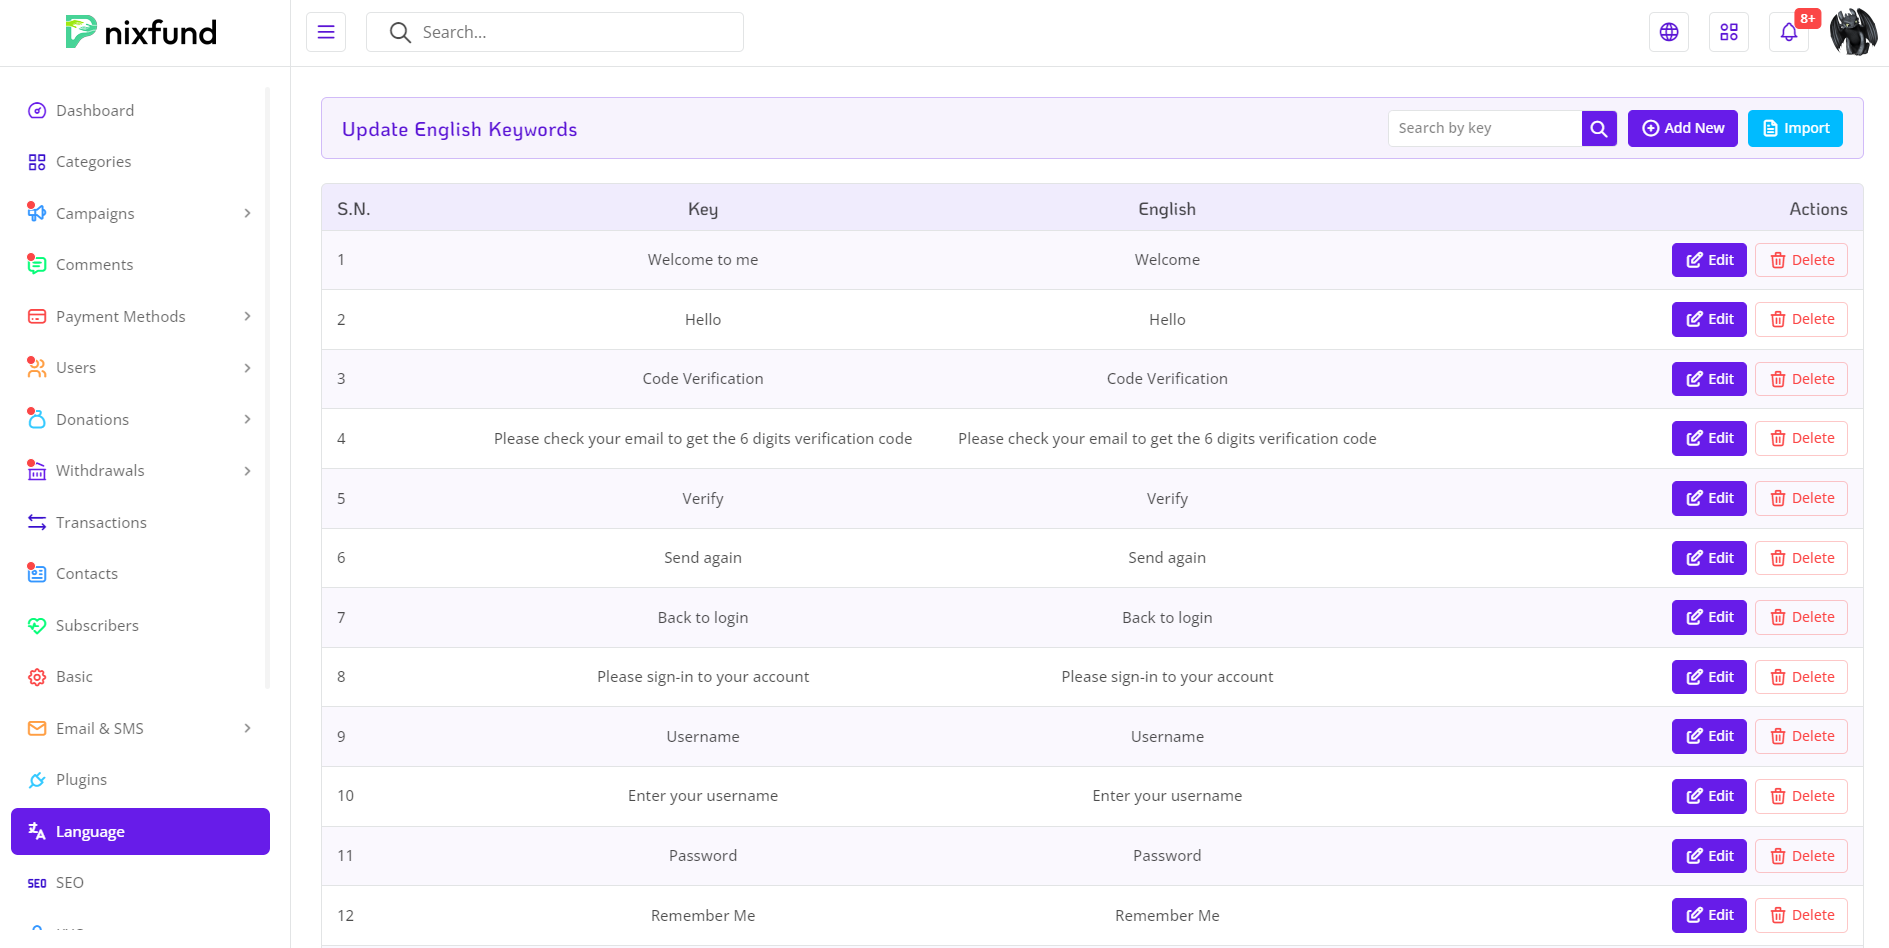 nixfund
Search...
8+
Dashboard
Categories
Campaigns
Comments
Payment Methods
Users
Donations
Withdrawals
Transactions
Contacts
Subscribers
Basic
Email & SMS
Plugins
Language
SEO SEO
Update English Keywords
Search by key
Add New
Import
S.N. Key English Actions
1 Welcome to me Welcome Edit Delete
2 Hello Hello Edit Delete
3 Code Verification Code Verification Edit Delete
4 Please check your email to get the 6 digits verification code Please check your email to get the 6 digits verification code Edit Delete
5 Verify Verify Edit Delete
6 Send again Send again Edit Delete
7 Back to login Back to login Edit Delete
8 Please sign-in to your account Please sign-in to your account Edit Delete
9 Username Username Edit Delete
10 Enter your username Enter your username Edit Delete
11 Password Password Edit Delete
12 Remember Me Remember Me Edit Delete